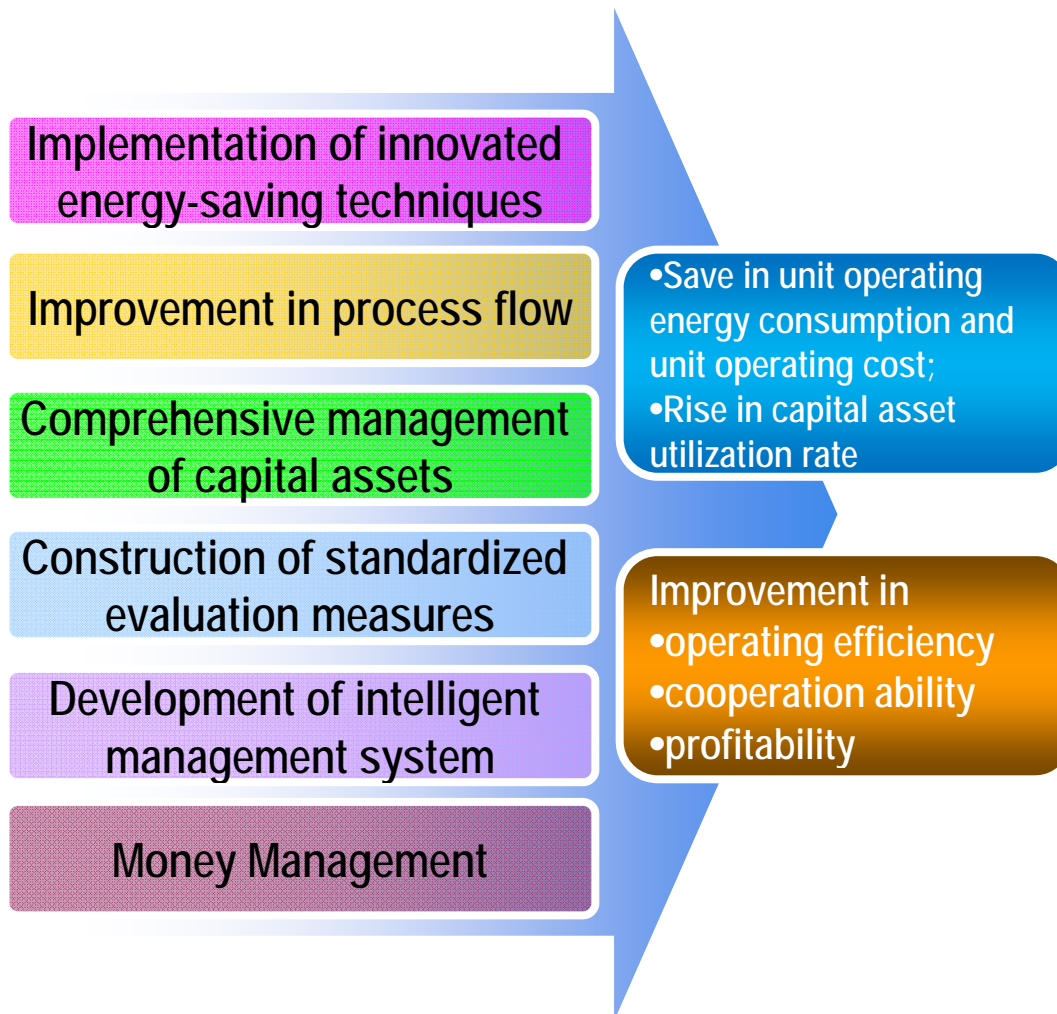 Implementation of innovated
energy-saving techniques
Improvement in process flow
Comprehensive management
of capital assets
Construction of standardized
evaluation measures
Development of intelligent
management system
Money Management
•Save in unit operating
energy consumption and
unit operating cost;
•Rise in capital asset
utilization rate
Improvement in
•operating efficiency
•cooperation ability
•profitability